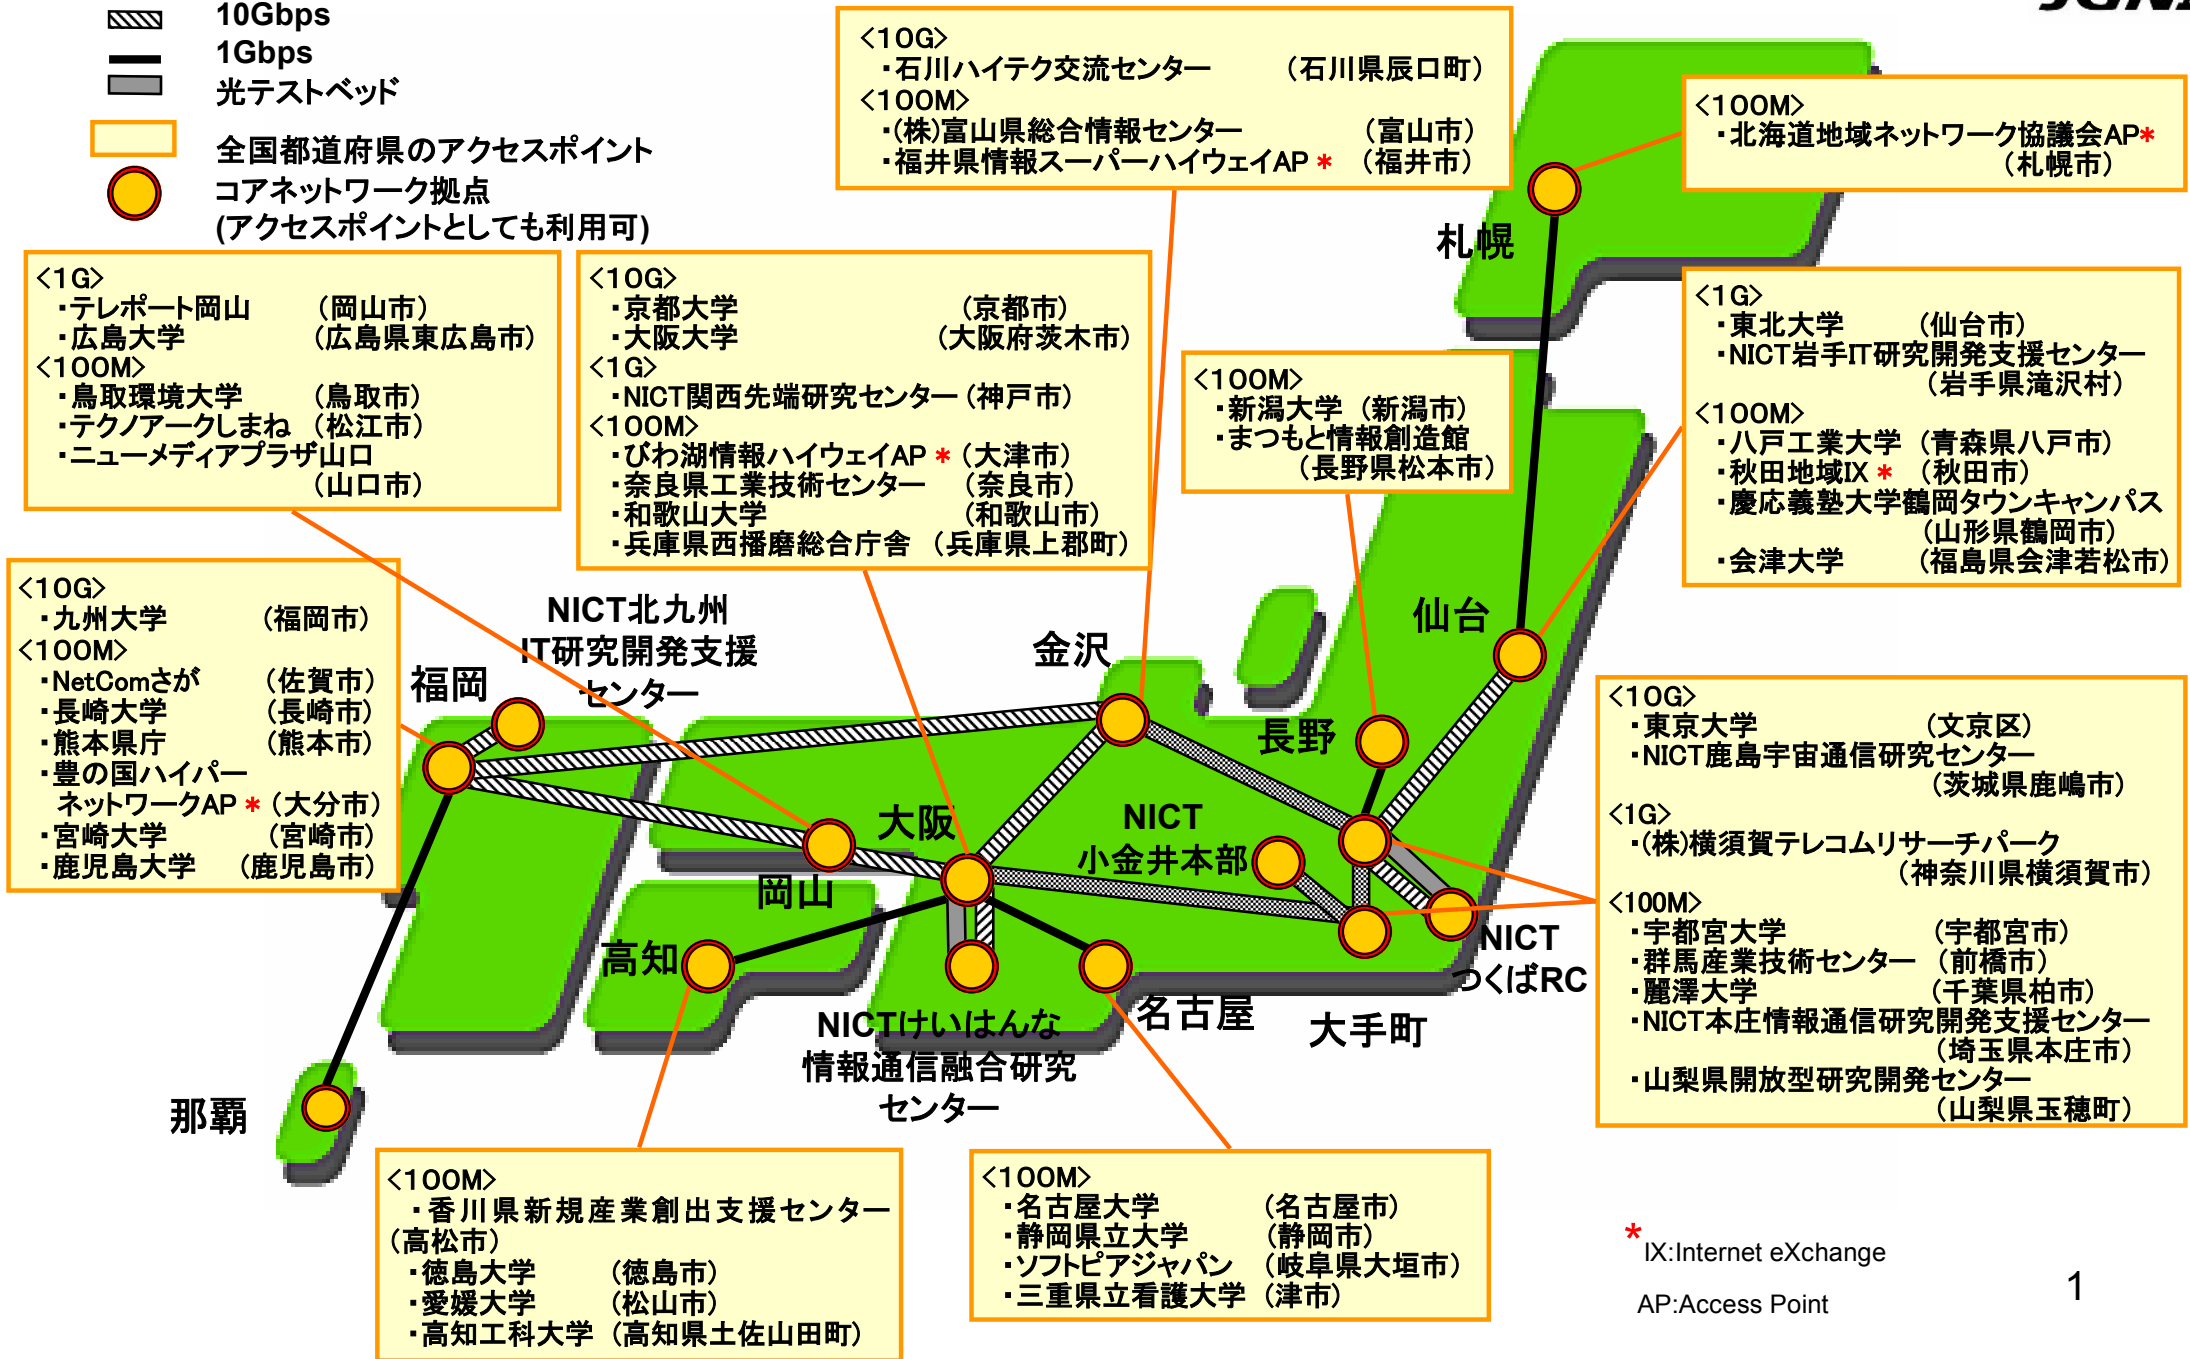 10Gbps
1Gbps
光テストベッド
全国都道府県のアクセスポイント
コアネットワーク拠点
(アクセスポイントとしても利用可)
<10G>
・石川ハイテク交流センター (石川県辰口町)
<100M>
・(株)富山県総合情報センター (富山市)
・福井県情報スーパーハイウェイAP * (福井市)
<100M>
・北海道地域ネットワーク協議会AP*
(札幌市)
札幌
<1G>
・テレポート岡山 (岡山市)
・広島大学 (広島県東広島市)
<100M>
・鳥取環境大学 (鳥取市)
・テクノアークしまね (松江市)
・ニューメディアプラザ山口
(山口市)
<10G>
・京都大学 (京都市)
・大阪大学 (大阪府茨木市)
<1G>
・NICT関西先端研究センター (神戸市)
<100M>
・びわ湖情報ハイウェイAP * (大津市)
・奈良県工業技術センター (奈良市)
・和歌山大学 (和歌山市)
・兵庫県西播磨総合庁舎 (兵庫県上郡町)
<100M>
・新潟大学 (新潟市)
・まつもと情報創造館
(長野県松本市)
<1G>
・東北大学 (仙台市)
・NICT岩手IT研究開発支援センター
(岩手県滝沢村)
<100M>
・八戸工業大学 (青森県八戸市)
・秋田地域IX * (秋田市)
・慶応義塾大学鶴岡タウンキャンパス
(山形県鶴岡市)
・会津大学 (福島県会津若松市)
<10G>
・九州大学 (福岡市)
<100M>
・NetComさが (佐賀市)
・長崎大学 (長崎市)
・熊本県庁 (熊本市)
・豊の国ハイパー
ネットワークAP * (大分市)
・宮崎大学 (宮崎市)
・鹿児島大学 (鹿児島市)
NICT北九州
IT研究開発支援
センター
福岡
金沢
仙台
長野
大阪
NICT
小金井本部
岡山
高知
NICT
つくばRC
名古屋
大手町
NICTけいはんな
情報通信融合研究
センター
那覇
<10G>
・東京大学 (文京区)
・NICT鹿島宇宙通信研究センター
(茨城県鹿嶋市)
<1G>
・(株)横須賀テレコムリサーチパーク
(神奈川県横須賀市)
<100M>
・宇都宮大学 (宇都宮市)
・群馬産業技術センター (前橋市)
・麗澤大学 (千葉県柏市)
・NICT本庄情報通信研究開発支援センター
(埼玉県本庄市)
・山梨県開放型研究開発センター
(山梨県玉穂町)
<100M>
・香川県新規産業創出支援センター
(高松市)
・徳島大学 (徳島市)
・愛媛大学 (松山市)
・高知工科大学 (高知県土佐山田町)
<100M>
・名古屋大学 (名古屋市)
・静岡県立大学 (静岡市)
・ソフトピアジャパン (岐阜県大垣市)
・三重県立看護大学 (津市)
*IX:Internet eXchange
AP:Access Point
1